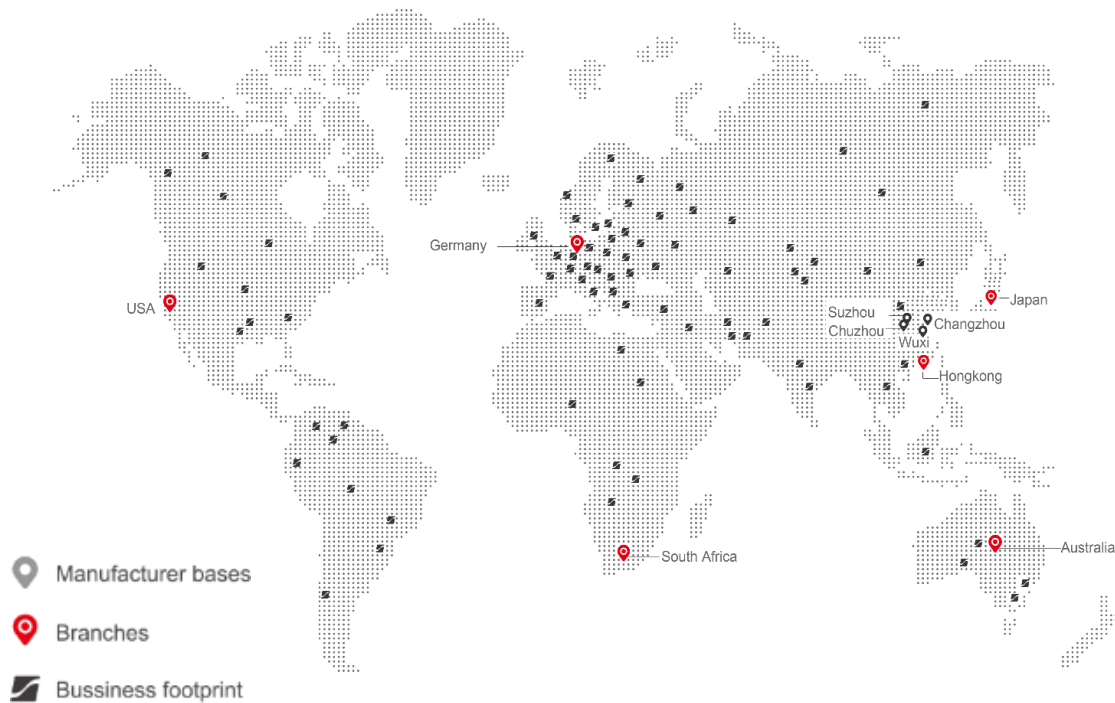 Germany
USA
Japan
Suzhou
Changzhou
Chuzhou
Wuxi
Hongkong
South Africa
Australia
Manufacturer bases
Branches
Bussiness footprint